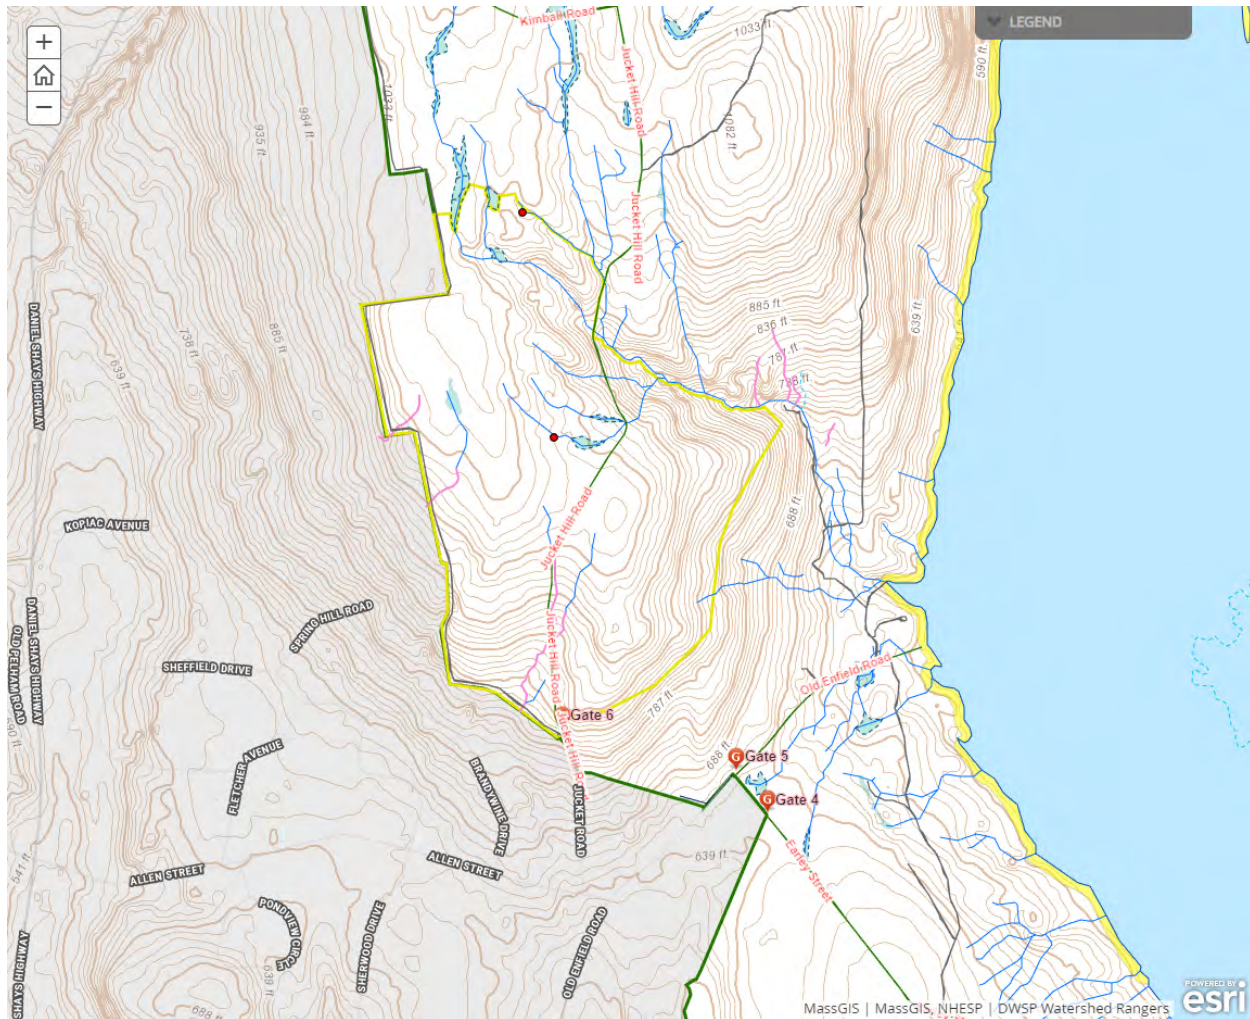 Kimball Road
1033 ft.
LEGEND
590 ft.
+
−
Jucket Hill Road
1033 ft.
984 ft.
935 ft.
1082 ft.
Jucket Hill Road
DANIEL SHAYS HIGHWAY
738 ft.
885 ft.
639 ft.
885 ft.
836 ft.
787 ft.
738 ft.
639 ft.
KOPIAC AVENUE
Jucket Hill Road
688 ft.
SPRING HILL ROAD
SHEFFIELD DRIVE
DANIEL SHAYS HIGHWAY
OLD PELHAM ROAD
590 ft.
Jucket Hill Road
Old Enfield Road
Gate 6
787 ft.
Jucket Hill Road
688 ft.
Gate 5
Gate 4
FLETCHER AVENUE
BRANDYWINE DRIVE
JUCKET ROAD
541 ft.
ALLEN STREET
ALLEN STREET
639 ft.
Earley Street
PONDVIEW CIRCLE
SHERWOOD DRIVE
OLD ENFIELD ROAD
SHAYS HIGHWAY
639 ft.
688 ft.
MassGIS | MassGIS, NHESP | DWSP Watershed Rangers
POWERED BY
esri